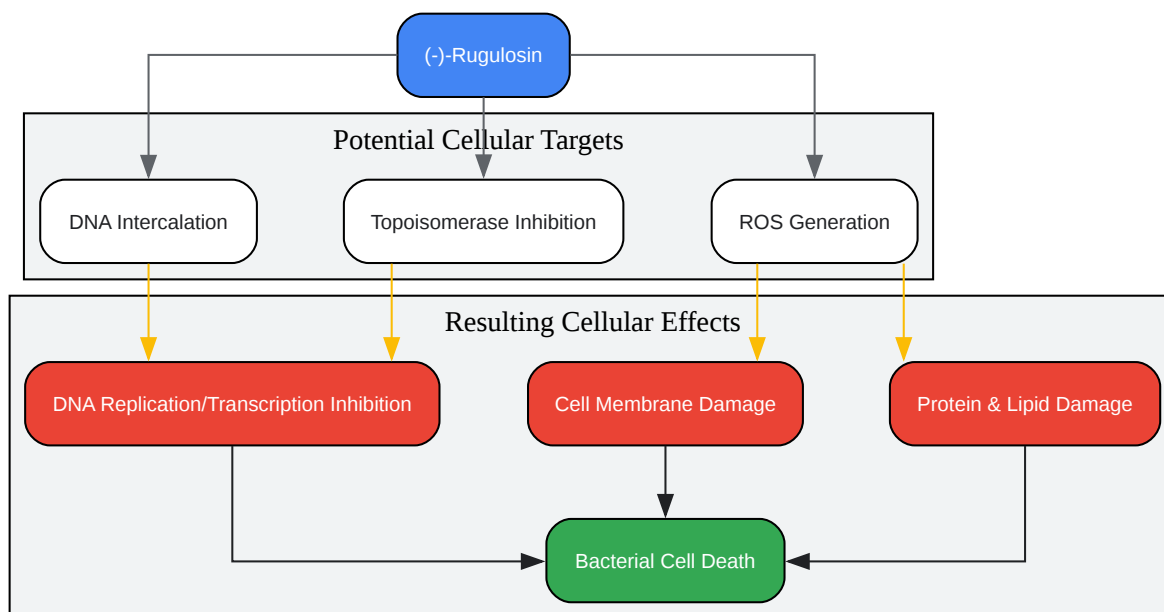 (-)-Rugulosin
Potential Cellular Targets
DNA Intercalation
Topoisomerase Inhibition
ROS Generation
Resulting Cellular Effects
DNA Replication/Transcription Inhibition
Cell Membrane Damage
Protein & Lipid Damage
Bacterial Cell Death